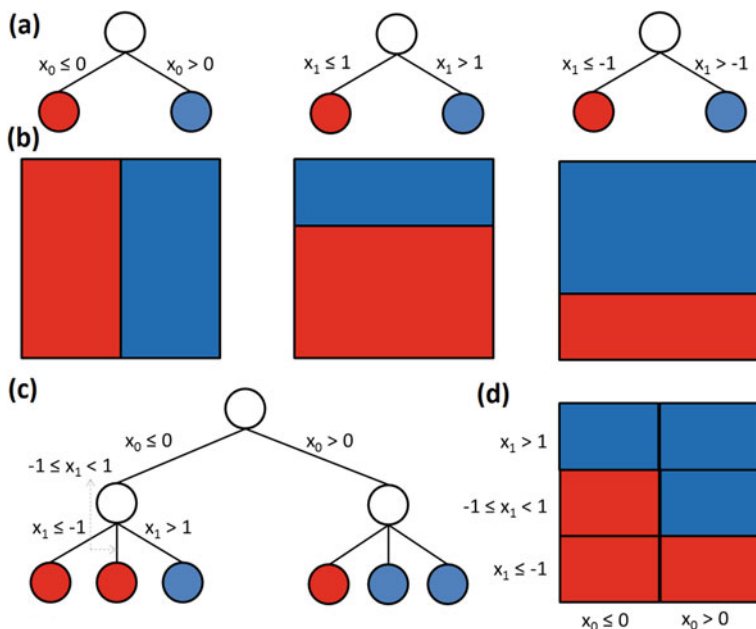 (a)
x₀ ≤ 0 x₀ > 0 x₁ ≤ 1 x₁ > 1 x₁ ≤ -1 x₁ > -1
(b)
(c)
x₀ ≤ 0 x₀ > 0
-1 ≤ x₁ < 1
x₁ ≤ -1 x₁ > 1
(d)
x₁ > 1
-1 ≤ x₁ < 1
x₁ ≤ -1
x₀ ≤ 0 x₀ > 0